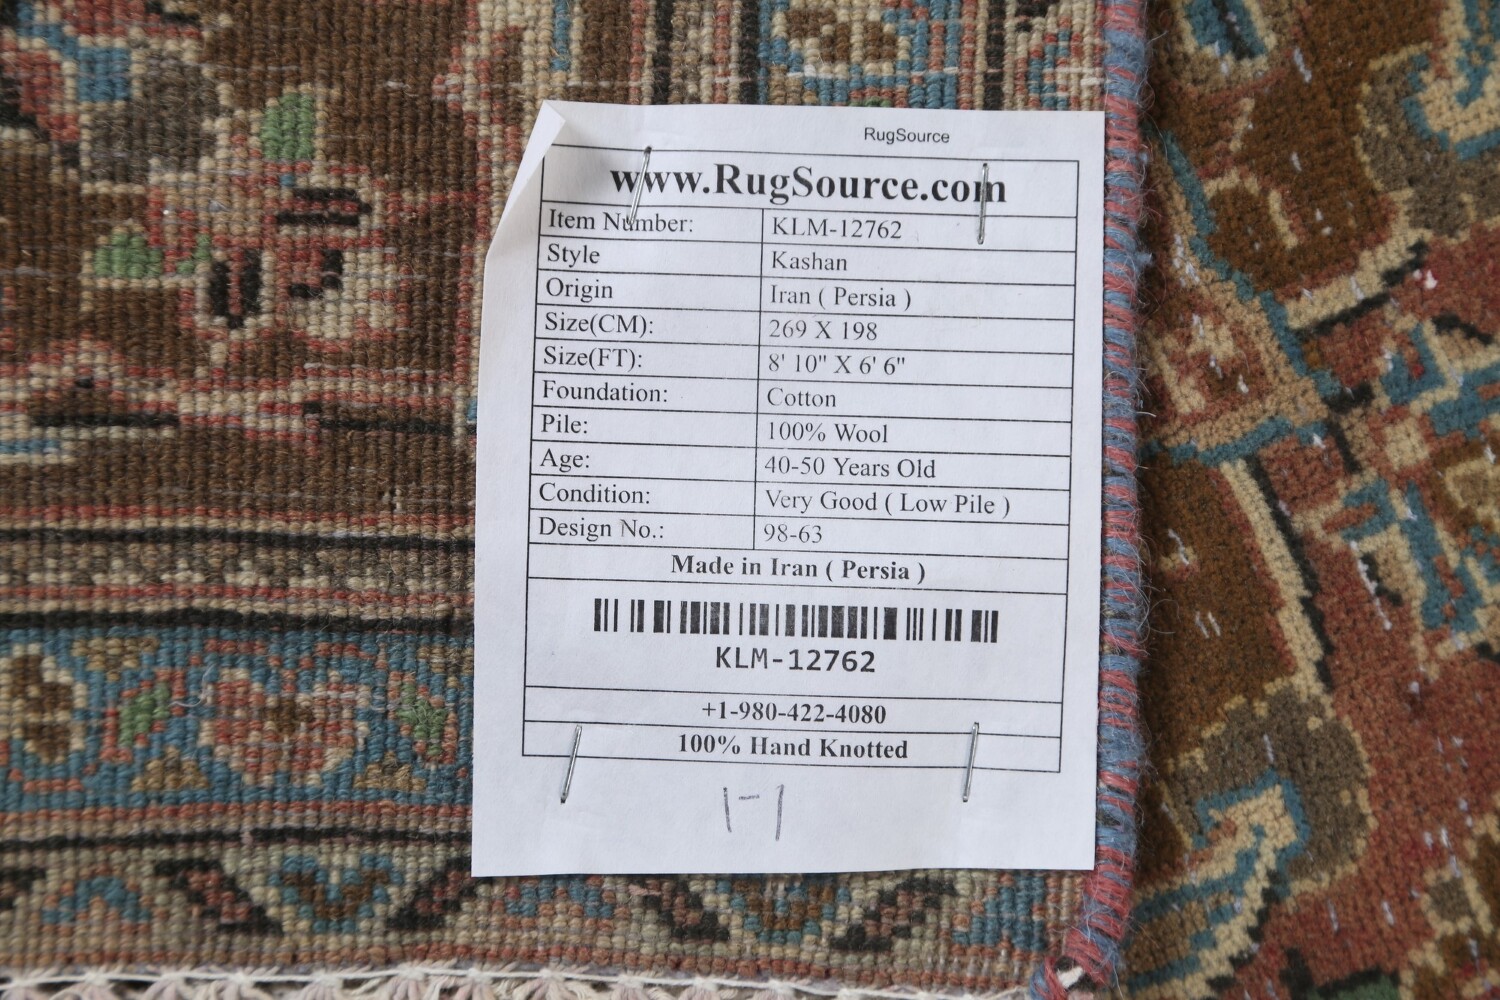 RugSource
www.RugSource.com
Item Number: KLM-12762
Style Kashan
Origin Iran ( Persia )
Size(CM): 269 X 198
Size(FT): 8' 10" X 6' 6"
Foundation: Cotton
Pile: 100% Wool
Age: 40-50 Years Old
Condition: Very Good ( Low Pile )
Design No.: 98-63
Made in Iran ( Persia )
KLM-12762
+1-980-422-4080
100% Hand Knotted